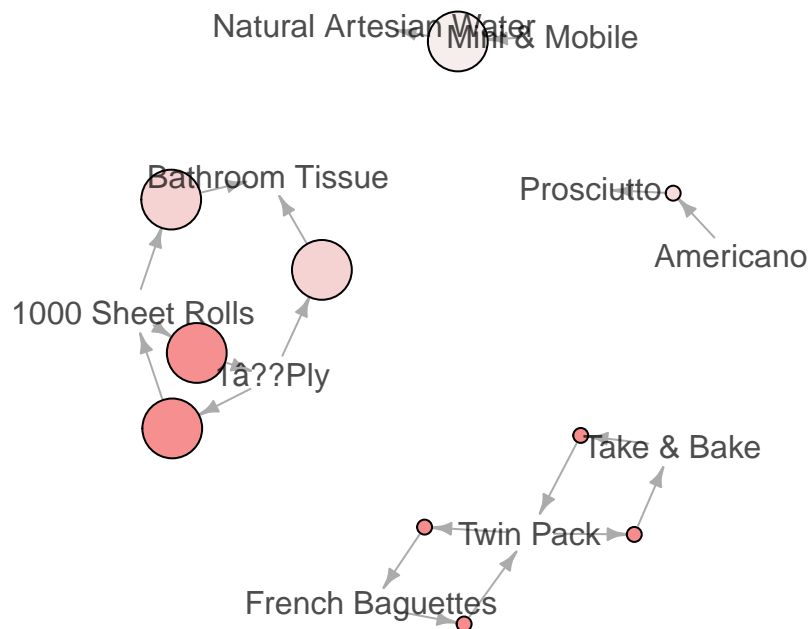 Natural Artesian Water
Mini & Mobile
Bathroom Tissue
Prosciutto
Americano
1000 Sheet Rolls
1â??Ply
Take & Bake
Twin Pack
French Baguettes